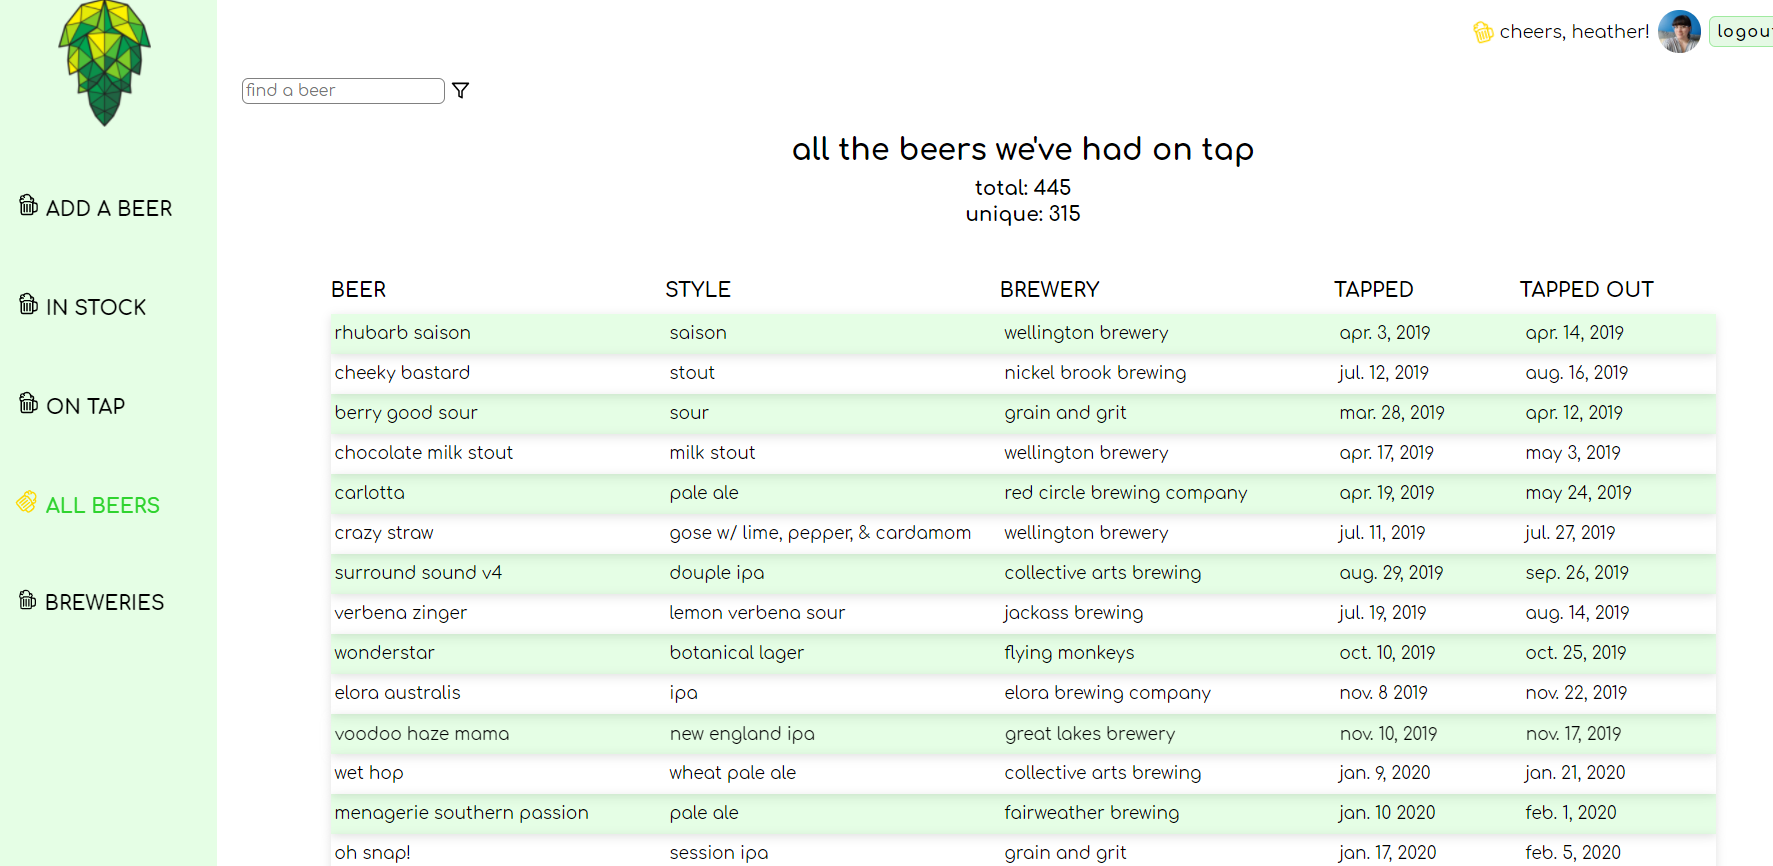 cheers, heather!
logou
find a beer
all the beers we've had on tap
total: 445
unique: 315
ADD A BEER
IN STOCK
ON TAP
ALL BEERS
BREWERIES
BEER STYLE BREWERY TAPPED TAPPED OUT
rhubarb saison saison wellington brewery apr. 3, 2019 apr. 14, 2019
cheeky bastard stout nickel brook brewing jul. 12, 2019 aug. 16, 2019
berry good sour sour grain and grit mar. 28, 2019 apr. 12, 2019
chocolate milk stout milk stout wellington brewery apr. 17, 2019 may 3, 2019
carlotta pale ale red circle brewing company apr. 19, 2019 may 24, 2019
crazy straw gose w/ lime, pepper, & cardamom wellington brewery jul. 11, 2019 jul. 27, 2019
surround sound v4 douple ipa collective arts brewing aug. 29, 2019 sep. 26, 2019
verbena zinger lemon verbena sour jackass brewing jul. 19, 2019 aug. 14, 2019
wonderstar botanical lager flying monkeys oct. 10, 2019 oct. 25, 2019
elora australis ipa elora brewing company nov. 8 2019 nov. 22, 2019
voodoo haze mama new england ipa great lakes brewery nov. 10, 2019 nov. 17, 2019
wet hop wheat pale ale collective arts brewing jan. 9, 2020 jan. 21, 2020
menagerie southern passion pale ale fairweather brewing jan. 10 2020 feb. 1, 2020
oh snap! session ipa grain and grit jan. 17, 2020 feb. 5, 2020